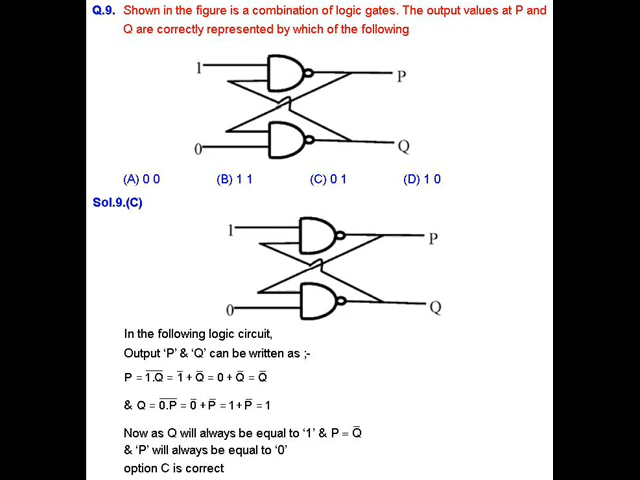 Q.9. Shown in the figure is a combination of logic gates. The output values at P and
Q are correctly represented by which of the following
1
P
0
Q
(A) 0 0 (B) 1 1 (C) 0 1 (D) 1 0
Sol.9.(C)
1
P
0
Q
In the following logic circuit,
Output 'P' & 'Q' can be written as ;-
P = 1̅.̅Q̅ = 1̅ + Q̅ = 0 + Q̅ = Q̅
& Q = 0̅.̅P̅ = 0̅ + P̅ = 1 + P̅ = 1
Now as Q will always be equal to '1' & P = Q̅
& 'P' will always be equal to '0'
option C is correct